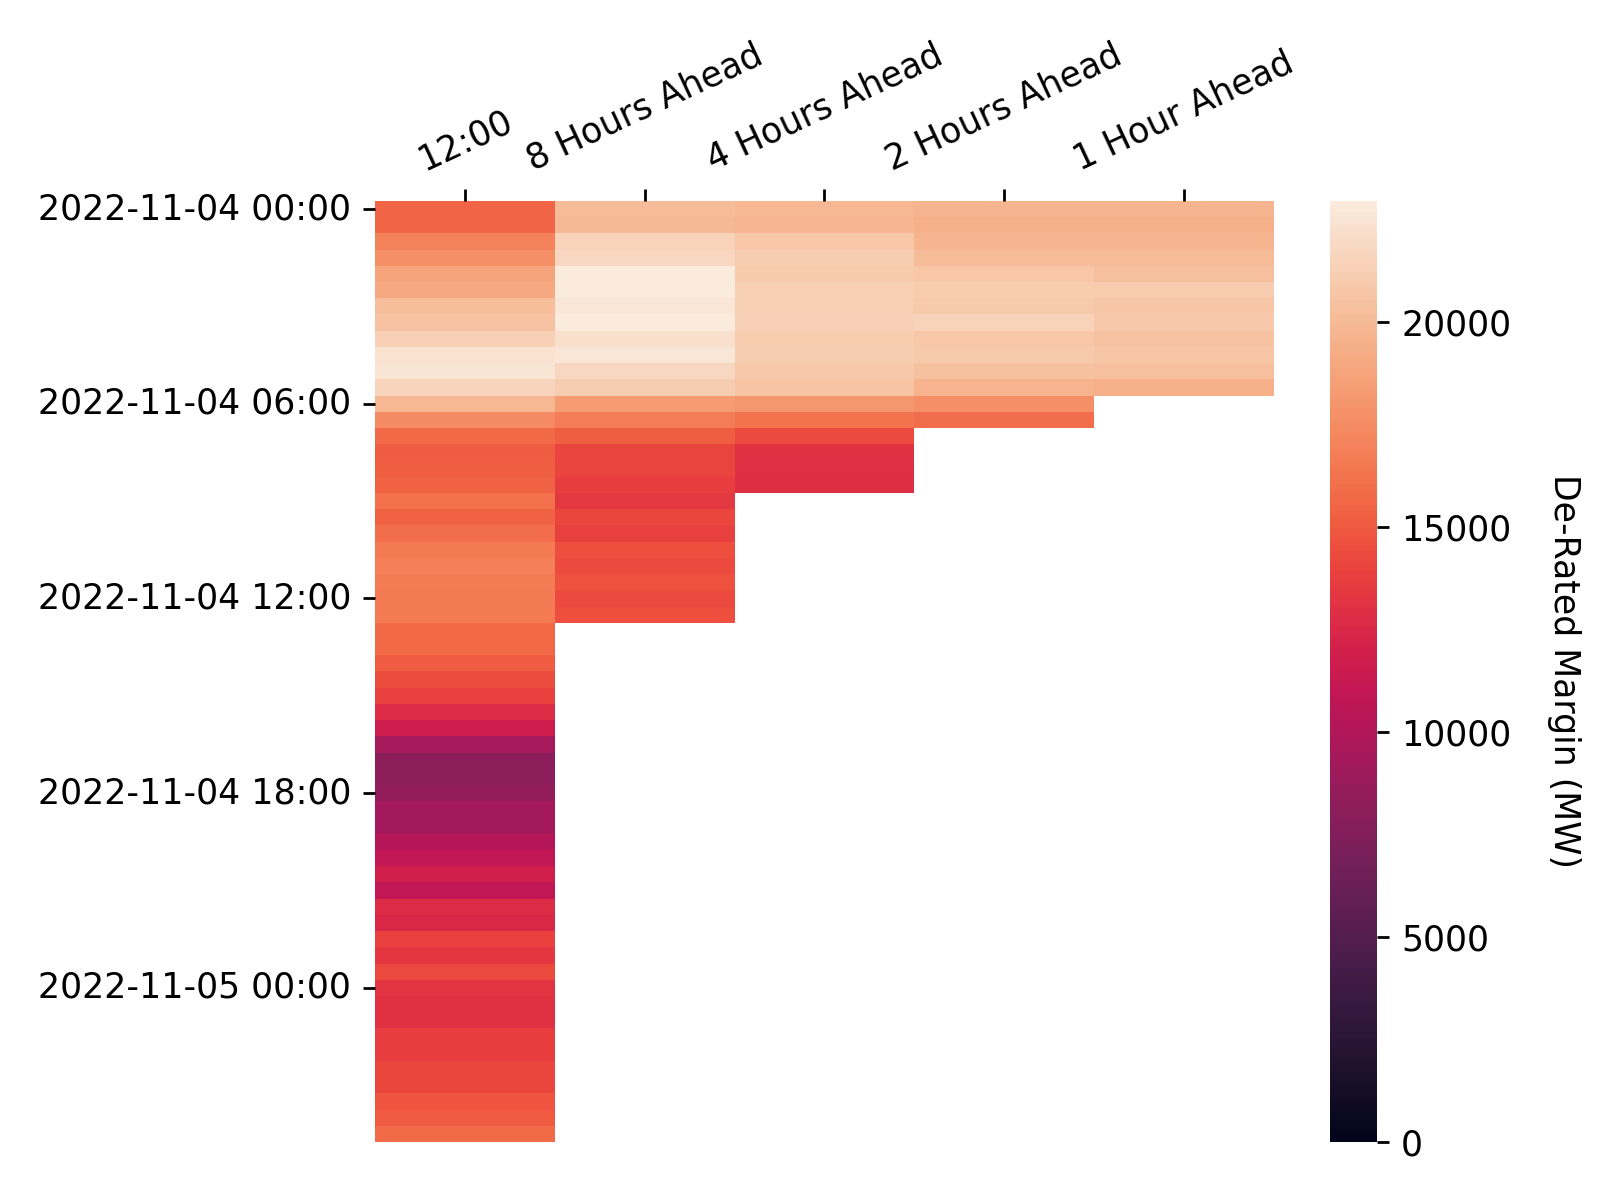 12:00
8 Hours Ahead
4 Hours Ahead
2 Hours Ahead
1 Hour Ahead
2022-11-04 00:00
2022-11-04 06:00
2022-11-04 12:00
2022-11-04 18:00
2022-11-05 00:00
20000
15000
10000
5000
0
De-Rated Margin (MW)